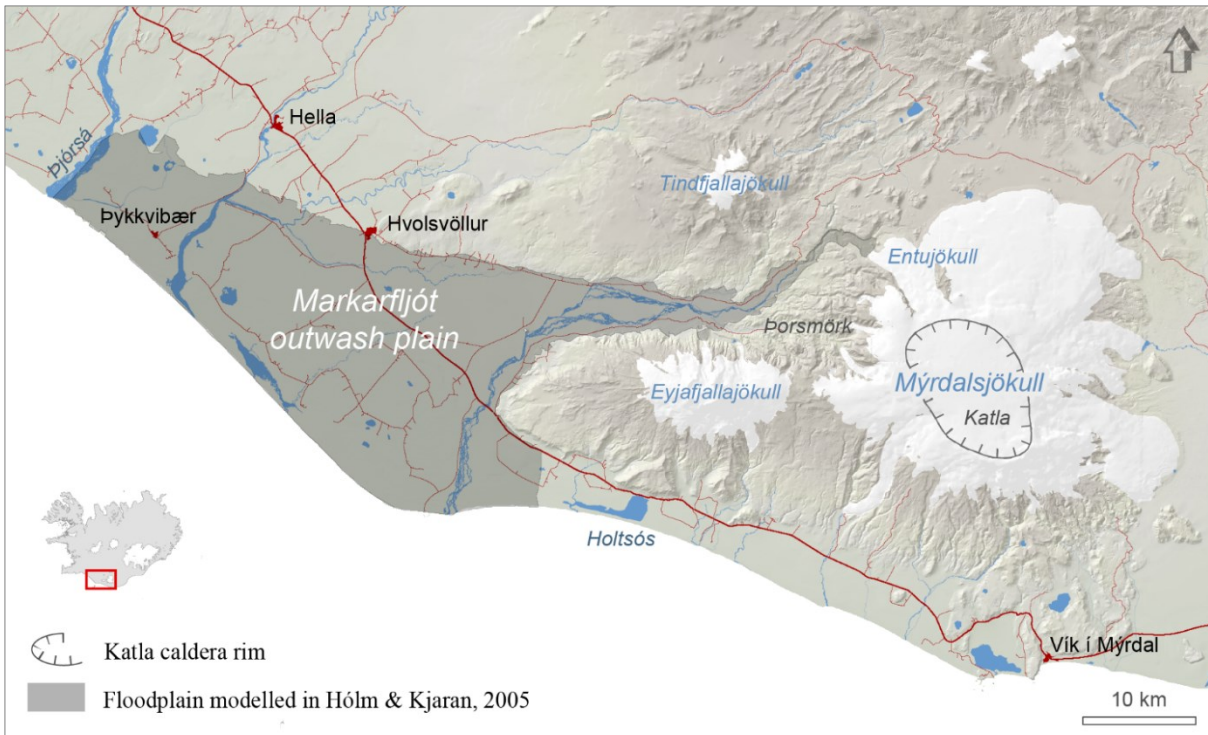 Hella
Þjórsá
Tindfjallajökull
Þykkvibær
Hvolsvöllur
Entujökull
Markarfljót
outwash plain
Þorsmörk
Eyjafjallajökull
Mýrdalsjökull
Katla
Holtsós
Vík í Mýrdal
Katla caldera rim
Floodplain modelled in Hólm & Kjaran, 2005
10 km